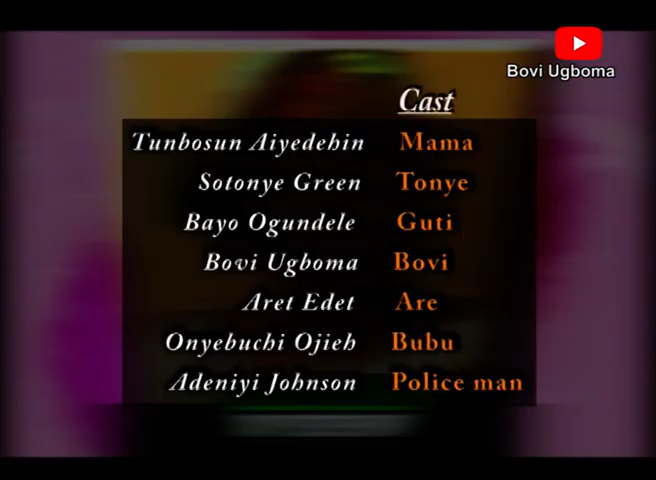 Bovi Ugboma
Cast
Tunbosun Aiyedehin Mama
Sotonye Green Tonye
Bayo Ogundele Guti
Bovi Ugboma Bovi
Aret Edet Are
Onyebuchi Ojieh Bubu
Adeniyi Johnson Police man